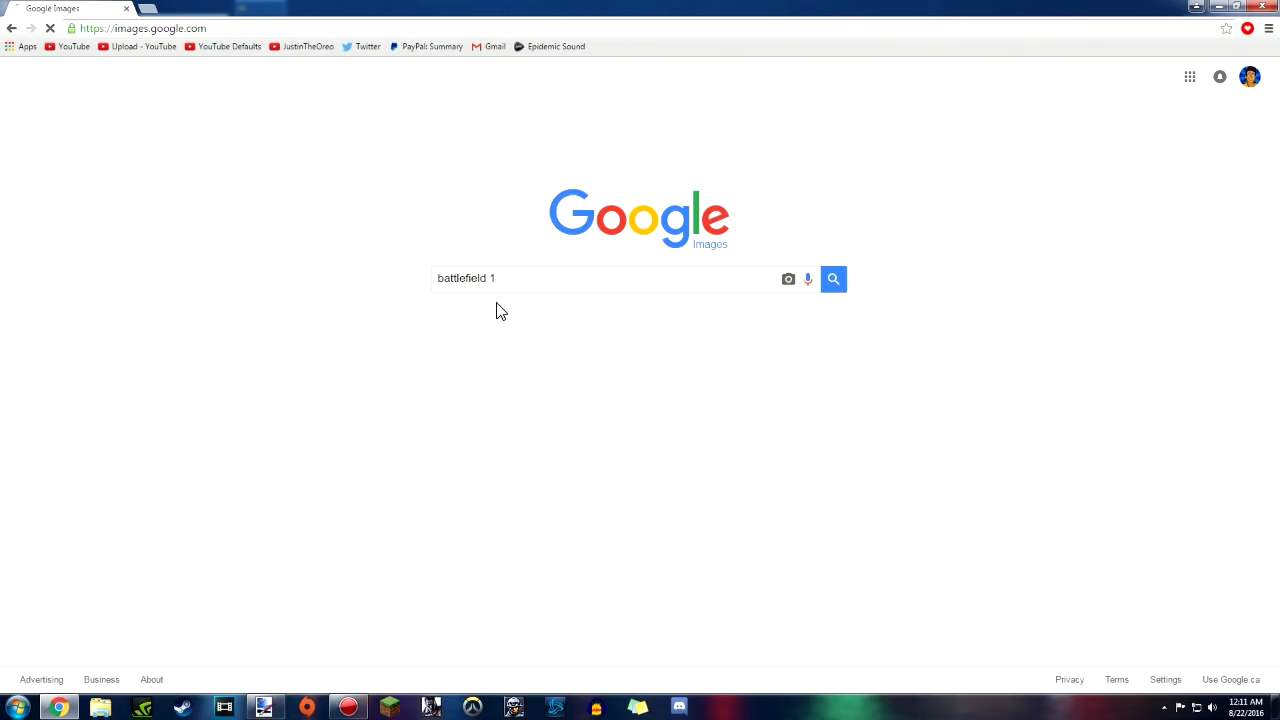 Google Images
https://images.google.com
Apps YouTube Upload - YouTube YouTube Defaults JustinTheOreo Twitter PayPal: Summary Gmail Epidemic Sound
Google
Images
battlefield 1
Advertising Business About Privacy Terms Settings Use Google.ca
12:11 AM
8/22/2016